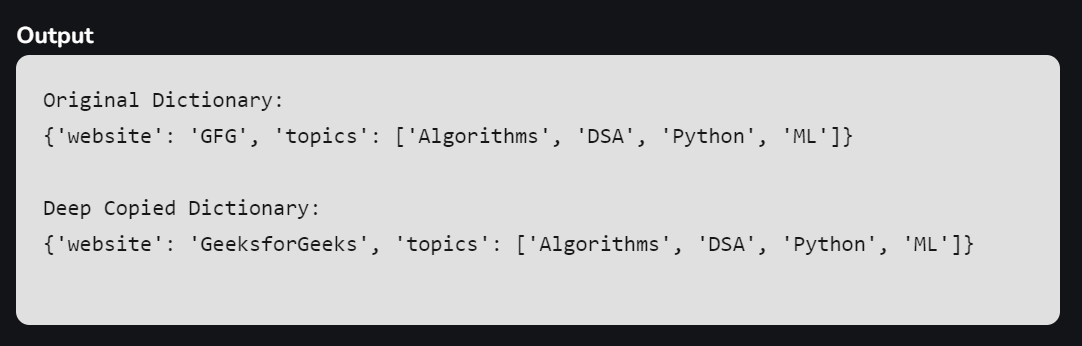 Output
Original Dictionary:
{'website': 'GFG', 'topics': ['Algorithms', 'DSA', 'Python', 'ML']}
Deep Copied Dictionary:
{'website': 'GeeksforGeeks', 'topics': ['Algorithms', 'DSA', 'Python', 'ML']}